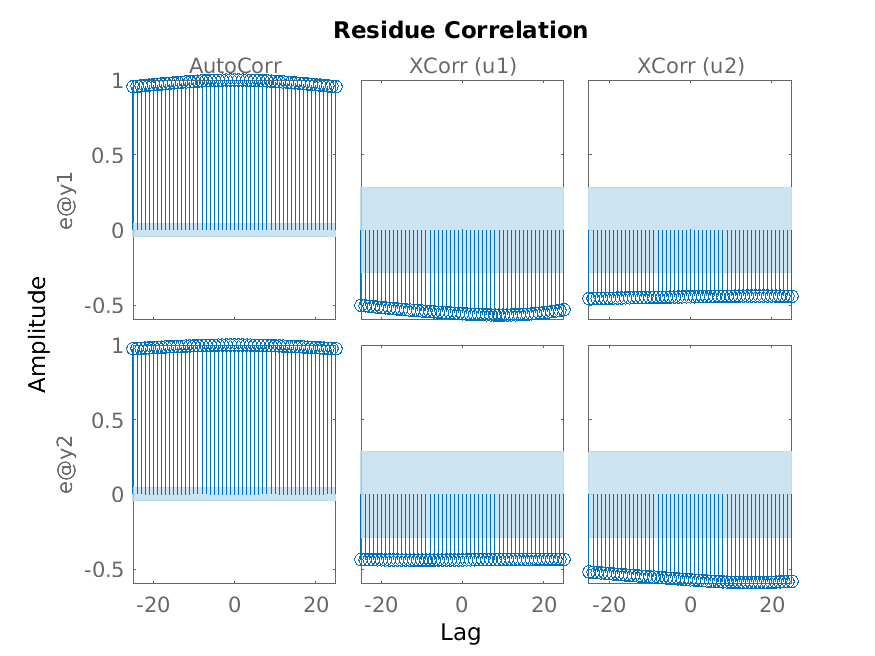 Residue Correlation
AutoCorr
XCorr (u1)
XCorr (u2)
e@y1
1
0.5
0
-0.5
Amplitude
e@y2
1
0.5
0
-0.5
-20 0 20
-20 0 20
-20 0 20
Lag